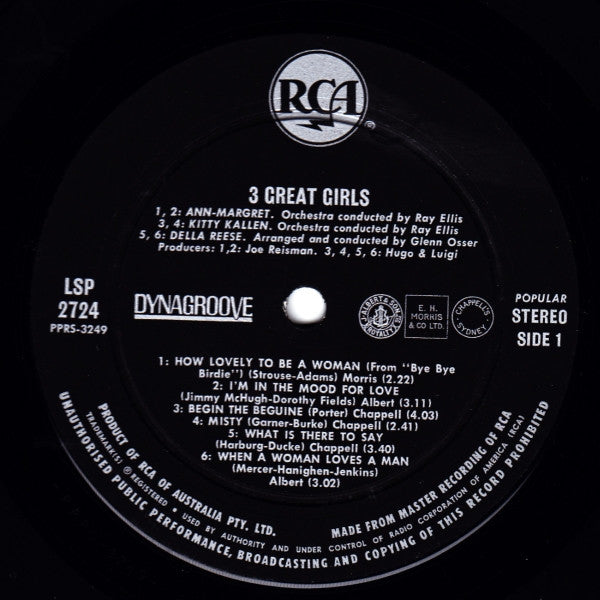 RCA
3 GREAT GIRLS
1, 2: ANN-MARGRET. Orchestra conducted by Ray Ellis
3, 4: KITTY KALLEN. Orchestra conducted by Ray Ellis
5, 6: DELLA REESE. Arranged and conducted by Glenn Osser
Producers: 1,2: Joe Reisman. 3, 4, 5, 6: Hugo & Luigi
LSP
2724
PPRS-3249
DYNAGROOVE
ALBERT & SON
E. H.
MORRIS
& CO LTD.
CHAPPELL'S
SYDNEY
POPULAR
STEREO
SIDE 1
1: HOW LOVELY TO BE A WOMAN (From "Bye Bye
Birdie") (Strouse-Adams) Morris (2.22)
2: I'M IN THE MOOD FOR LOVE
(Jimmy McHugh-Dorothy Fields) Albert (3.11)
3: BEGIN THE BEGUINE (Porter) Chappell (4.03)
4: MISTY (Garner-Burke) Chappell (2.41)
5: WHAT IS THERE TO SAY
(Harburg-Ducke) Chappell (3.40)
6: WHEN A WOMAN LOVES A MAN
(Mercer-Hanighen-Jenkins)
Albert (3.02)
PRODUCT OF RCA OF AUSTRALIA PTY. LTD. MADE FROM MASTER RECORDING OF RCA
TRADEMARK(S) ® REGISTERED • USED BY AUTHORITY AND UNDER CONTROL OF RADIO CORPORATION OF AMERICA (RCA)
UNAUTHORISED PUBLIC PERFORMANCE, BROADCASTING AND COPYING OF THIS RECORD PROHIBITED